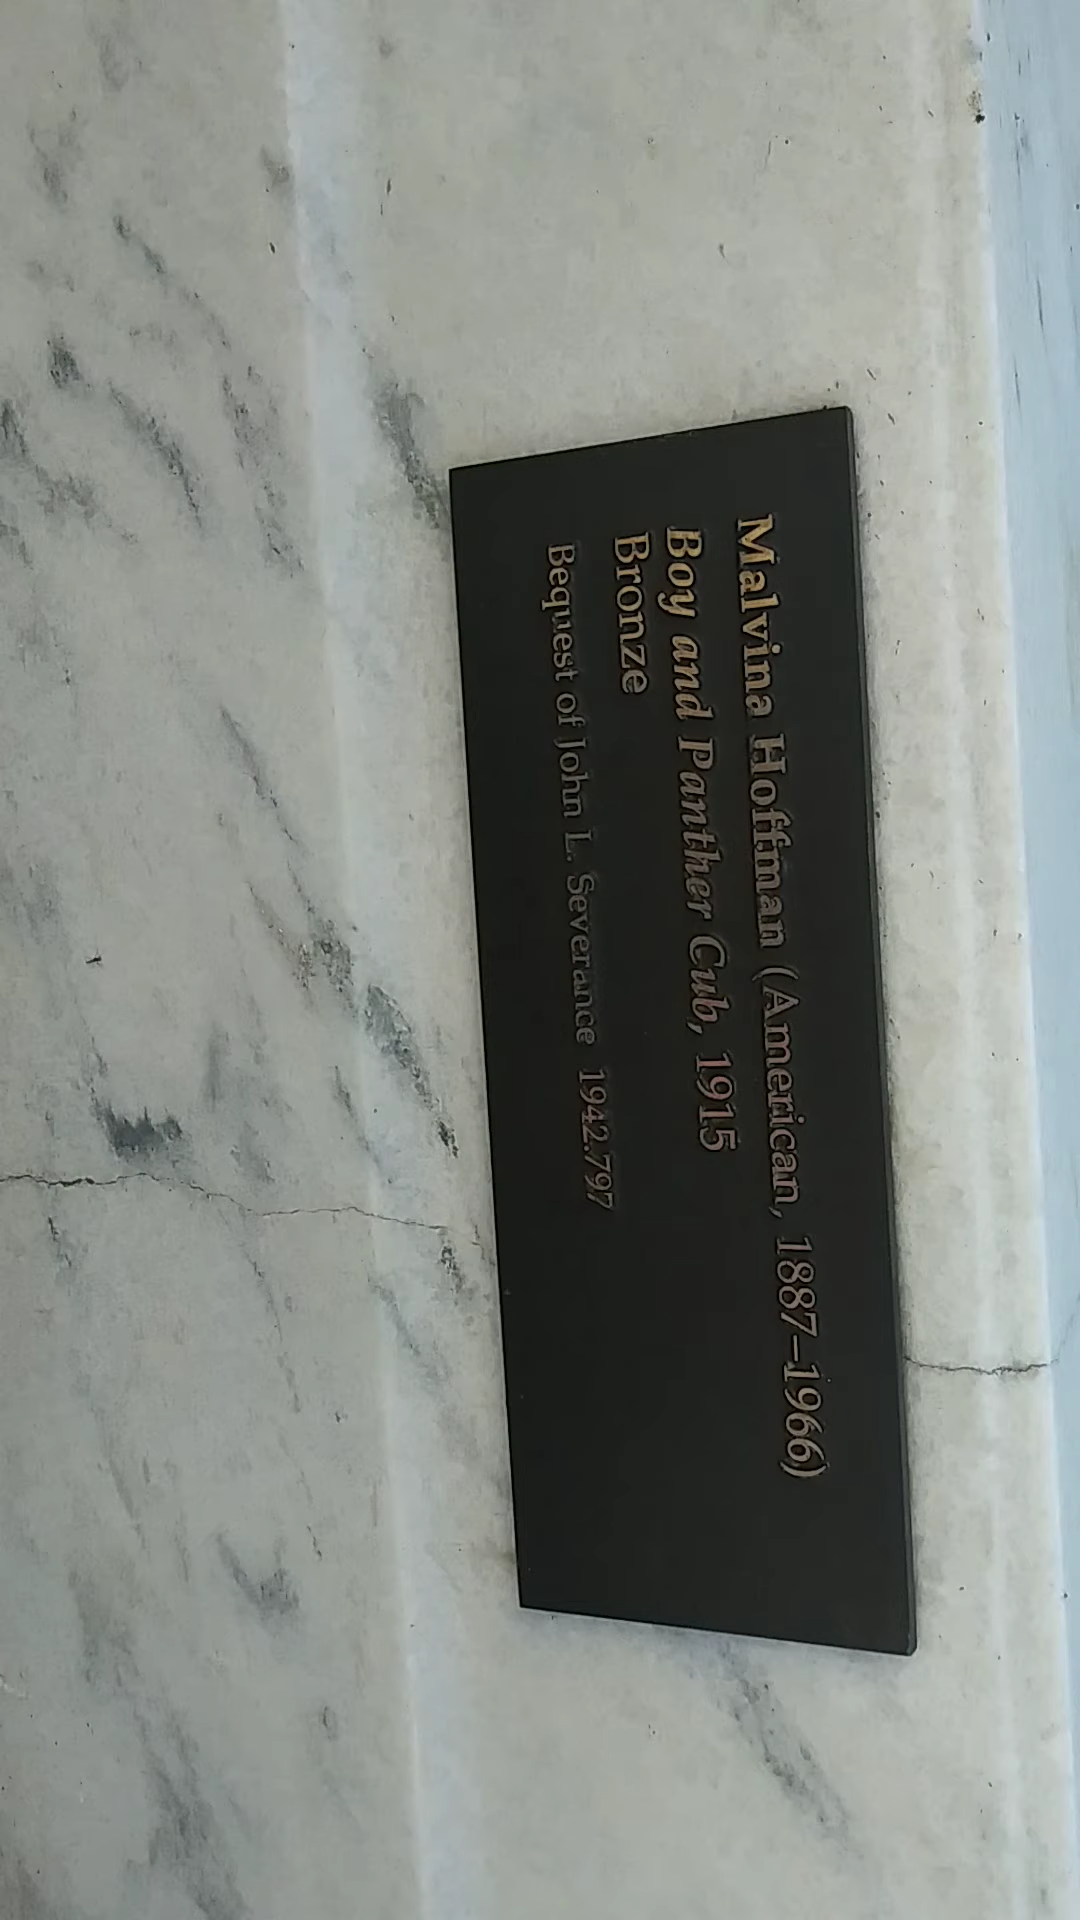 Malvina Hoffman (American, 1887–1966)
Boy and Panther Cub, 1915
Bronze
Bequest of John L. Severance 1942.797